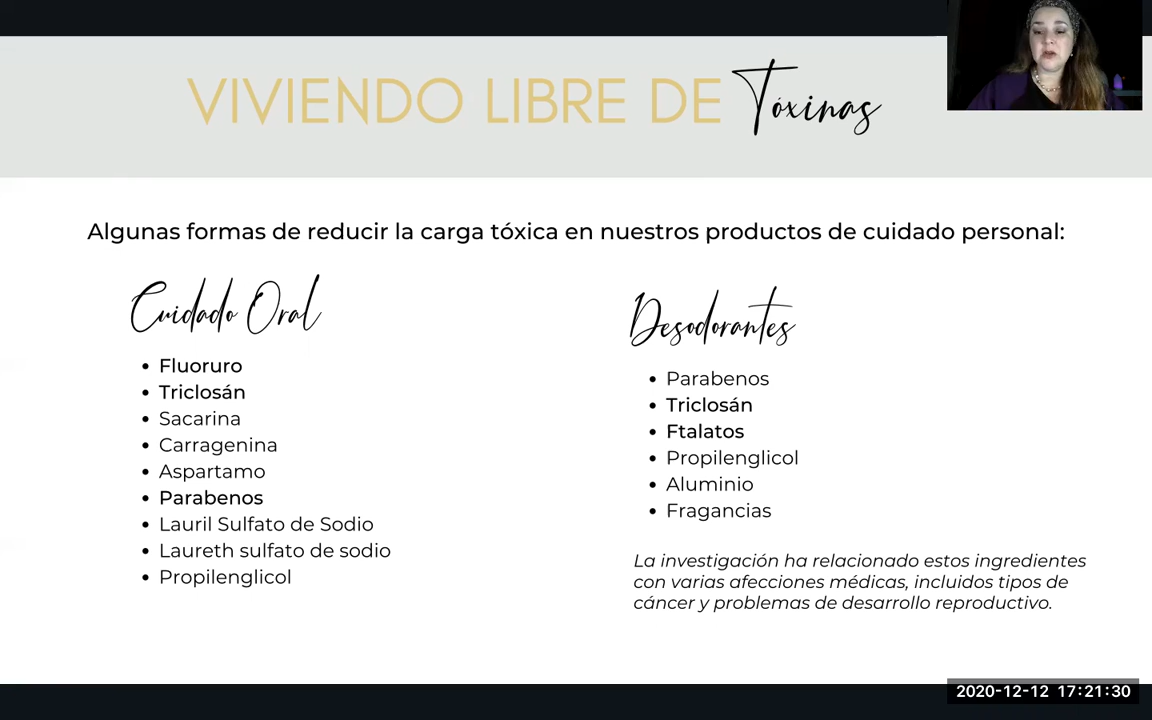 VIVIENDO LIBRE DE Tóxinas
Algunas formas de reducir la carga tóxica en nuestros productos de cuidado personal:
Cuidado Oral
• Fluoruro
• Triclosán
• Sacarina
• Carragenina
• Aspartamo
• Parabenos
• Lauril Sulfato de Sodio
• Laureth sulfato de sodio
• Propilenglicol
Desodorantes
• Parabenos
• Triclosán
• Ftalatos
• Propilenglicol
• Aluminio
• Fragancias
La investigación ha relacionado estos ingredientes
con varias afecciones médicas, incluidos tipos de
cáncer y problemas de desarrollo reproductivo.
2020-12-12 17:21:30